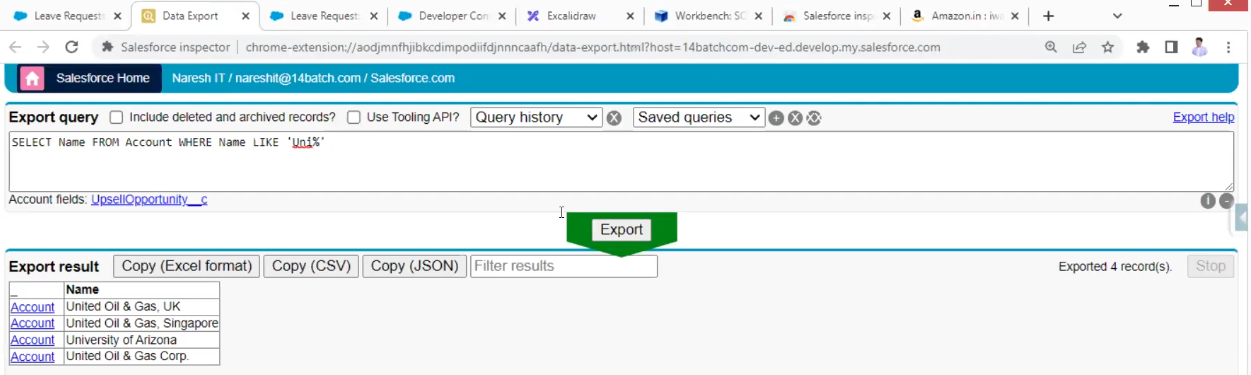 Leave Requests
Data Export
Leave Request:
Developer Con
Excalidraw
Workbench: SO
Salesforce insp
Amazon.in : iw
Salesforce inspector | chrome-extension://aodjmnfhjibkcdimpodiifdjnnncaafh/data-export.html?host=14batchcom-dev-ed.develop.my.salesforce.com
Salesforce Home Naresh IT / nareshit@14batch.com / Salesforce.com
Export query Include deleted and archived records? Use Tooling API? Query history X Saved queries + X X Export help
SELECT Name FROM Account WHERE Name LIKE 'Uni%'
Account fields: UpsellOpportunity__c
Export
Export result Copy (Excel format) Copy (CSV) Copy (JSON) Filter results Exported 4 record(s). Stop
_ Name
Account United Oil & Gas, UK
Account United Oil & Gas, Singapore
Account University of Arizona
Account United Oil & Gas Corp.